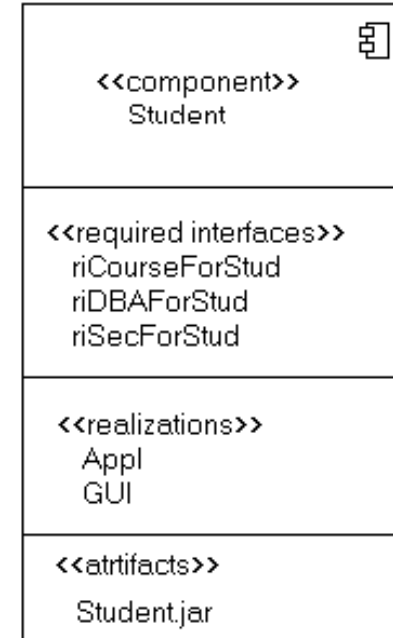 <<component>>
Student
<<required interfaces>>
riCourseForStud
riDBAForStud
riSecForStud
<<realizations>>
Appl
GUI
<<atrtifacts>>
Student.jar